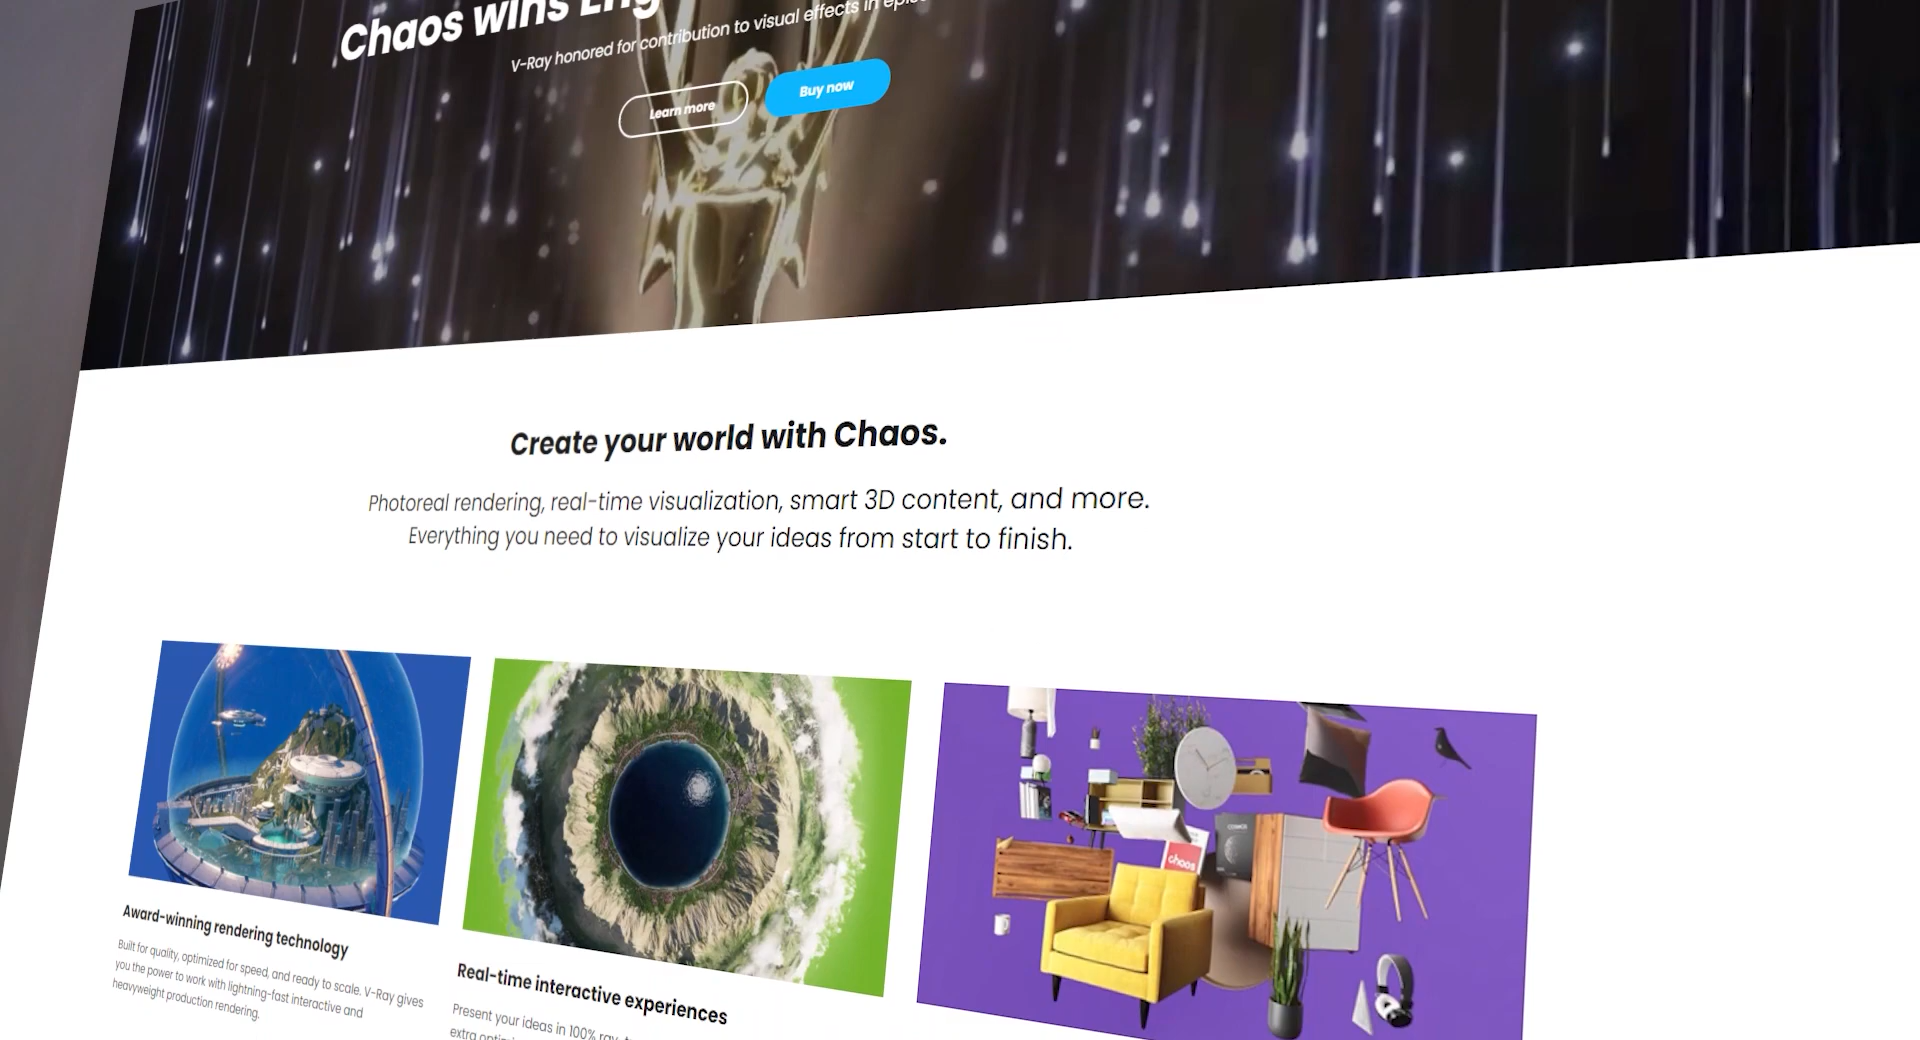 Chaos wins Eng
V-Ray honored for contribution to visual effects in
Learn more
Buy now
Create your world with Chaos.
Photoreal rendering, real-time visualization, smart 3D content, and more.
Everything you need to visualize your ideas from start to finish.
COSMOS
chaos
Award-winning rendering technology
Built for quality, optimized for speed, and ready to scale. V-Ray gives
you the power to work with lightning-fast interactive and
heavyweight production rendering.
Real-time interactive experiences
Present your ideas in 100%
extra